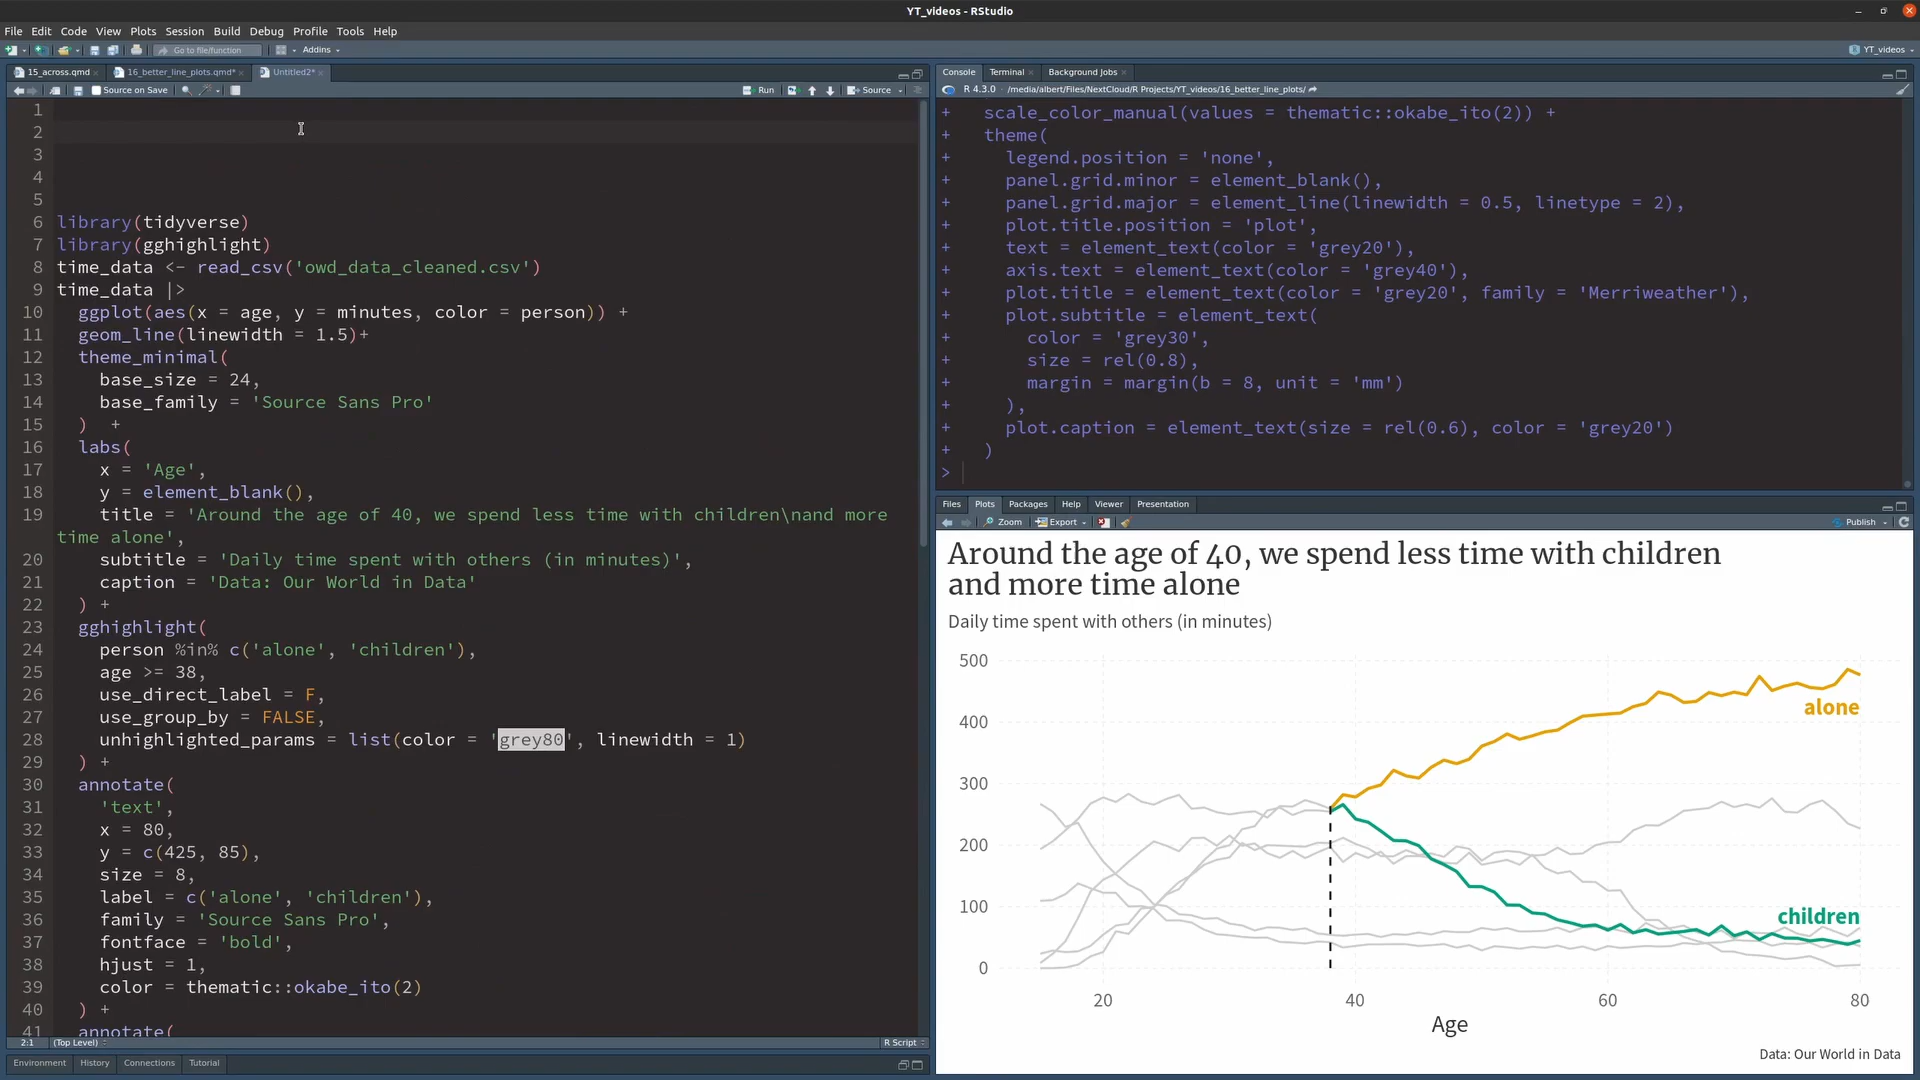 YT_videos - RStudio
File Edit Code View Plots Session Build Debug Profile Tools Help
Go to file/function Addins YT_videos
15_across.qmd 16_better_line_plots.qmd* Untitled2*
Source on Save Run Source
1
2
3
4
5
6 library(tidyverse)
7 library(gghighlight)
8 time_data <- read_csv('owd_data_cleaned.csv')
9 time_data |>
10 ggplot(aes(x = age, y = minutes, color = person)) +
11 geom_line(linewidth = 1.5)+
12 theme_minimal(
13 base_size = 24,
14 base_family = 'Source Sans Pro'
15 ) +
16 labs(
17 x = 'Age',
18 y = element_blank(),
19 title = 'Around the age of 40, we spend less time with children\nand more
time alone',
20 subtitle = 'Daily time spent with others (in minutes)',
21 caption = 'Data: Our World in Data'
22 ) +
23 gghighlight(
24 person %in% c('alone', 'children'),
25 age >= 38,
26 use_direct_label = F,
27 use_group_by = FALSE,
28 unhighlighted_params = list(color = 'grey80', linewidth = 1)
29 ) +
30 annotate(
31 'text',
32 x = 80,
33 y = c(425, 85),
34 size = 8,
35 label = c('alone', 'children'),
36 family = 'Source Sans Pro',
37 fontface = 'bold',
38 hjust = 1,
39 color = thematic::okabe_ito(2)
40 ) +
41 annotate(
2:1 (Top Level) R Script
Environment History Connections Tutorial
Console Terminal Background Jobs
R 4.3.0 · /media/albert/Files/NextCloud/R Projects/YT_videos/16_better_line_plots/
+ scale_color_manual(values = thematic::okabe_ito(2)) +
+ theme(
+ legend.position = 'none',
+ panel.grid.minor = element_blank(),
+ panel.grid.major = element_line(linewidth = 0.5, linetype = 2),
+ plot.title.position = 'plot',
+ text = element_text(color = 'grey20'),
+ axis.text = element_text(color = 'grey40'),
+ plot.title = element_text(color = 'grey20', family = 'Merriweather'),
+ plot.subtitle = element_text(
+ color = 'grey30',
+ size = rel(0.8),
+ margin = margin(b = 8, unit = 'mm')
+ ),
+ plot.caption = element_text(size = rel(0.6), color = 'grey20')
+ )
>
Files Plots Packages Help Viewer Presentation
Zoom Export Publish
Around the age of 40, we spend less time with children
and more time alone
Daily time spent with others (in minutes)
500
alone
400
300
200
100
children
0
20 40 60 80
Age
Data: Our World in Data